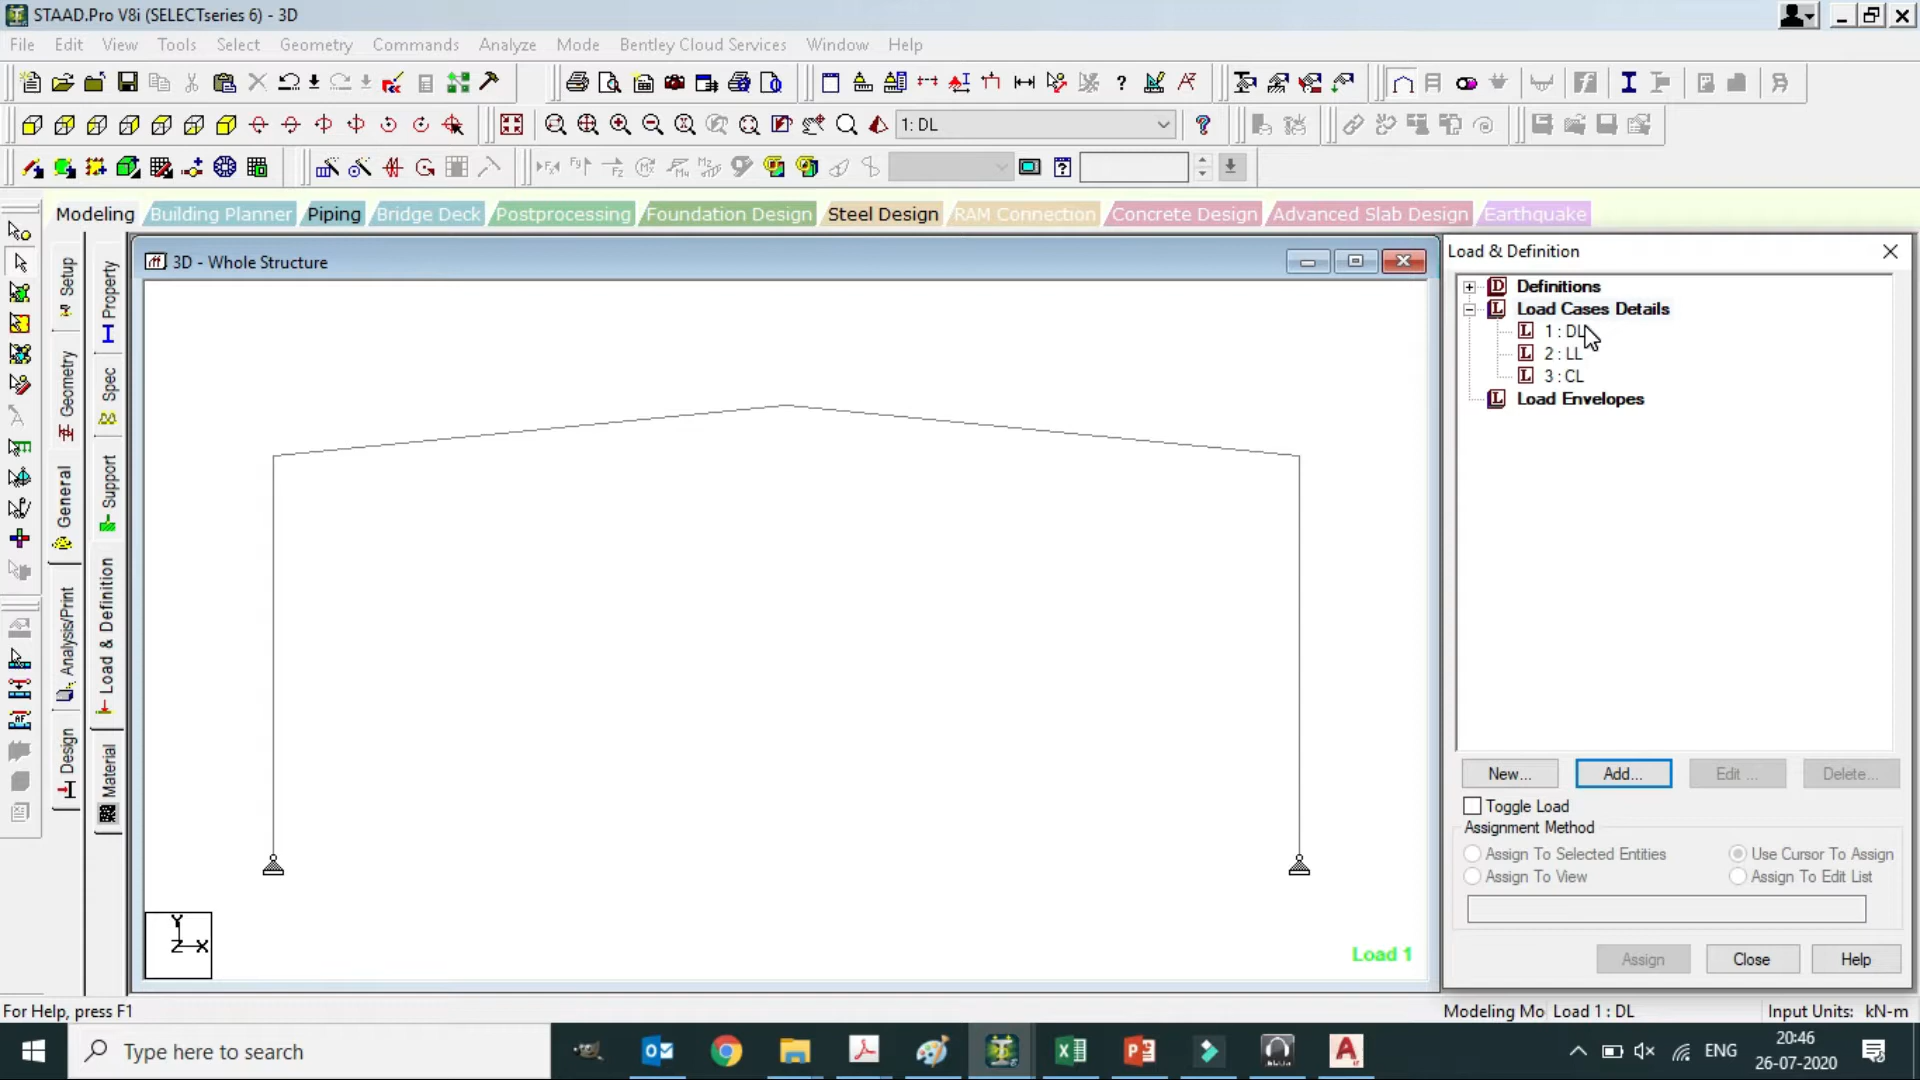 STAAD.Pro V8i (SELECTseries 6) - 3D
File Edit View Tools Select Geometry Commands Analyze Mode Bentley Cloud Services Window Help
1: DL
Modeling Building Planner Piping Bridge Deck Postprocessing Foundation Design Steel Design RAM Connection Concrete Design Advanced Slab Design Earthquake
Setup
Geometry
General
Analysis/Print
Design
Property
Spec
Support
Load & Definition
Material
3D - Whole Structure
Y
Z X
Load 1
Load & Definition
Definitions
Load Cases Details
1 : DL
2 : LL
3 : CL
Load Envelopes
New... Add... Edit ... Delete...
Toggle Load
Assignment Method
Assign To Selected Entities Use Cursor To Assign
Assign To View Assign To Edit List
Assign Close Help
For Help, press F1 Modeling Mo Load 1 : DL Input Units: kN-m
Type here to search
ENG
20:46
26-07-2020